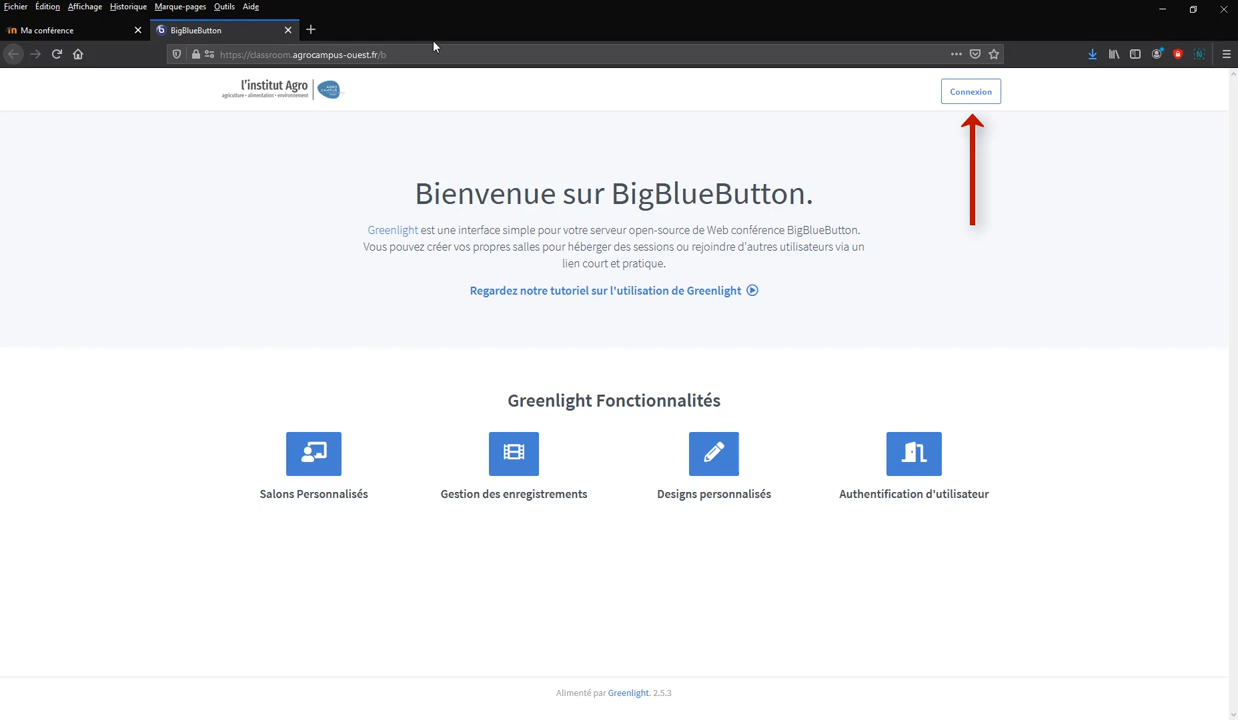 Fichier Édition Affichage Historique Marque-pages Outils Aide
Ma conférence BigBlueButton
https://classroom.agrocampus-ouest.fr/b
l'institut Agro
agriculture • alimentation • environnement
Connexion
Bienvenue sur BigBlueButton.
Greenlight est une interface simple pour votre serveur open-source de Web conférence BigBlueButton.
Vous pouvez créer vos propres salles pour héberger des sessions ou rejoindre d'autres utilisateurs via un
lien court et pratique.
Regardez notre tutoriel sur l'utilisation de Greenlight
Greenlight Fonctionnalités
Salons Personnalisés Gestion des enregistrements Designs personnalisés Authentification d'utilisateur
Alimenté par Greenlight. 2.5.3